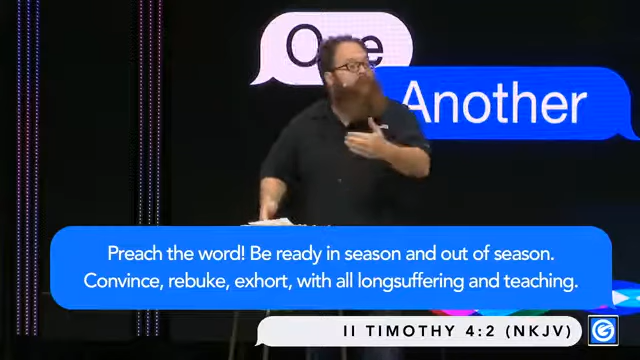 One
Another
Preach the word! Be ready in season and out of season.
Convince, rebuke, exhort, with all longsuffering and teaching.
II TIMOTHY 4:2 (NKJV)
G